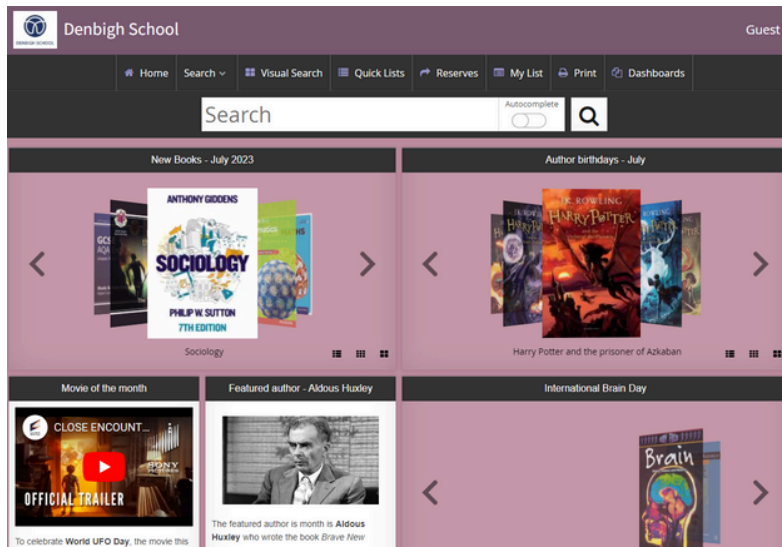 DENBIGH SCHOOL
Denbigh School
Guest
Home
Search
Visual Search
Quick Lists
Reserves
My List
Print
Dashboards
Search
Autocomplete
New Books - July 2023
ANTHONY GIDDENS
SOCIOLOGY
PHILIP W. SUTTON
7TH EDITION
Sociology
Author birthdays - July
J.K. ROWLING
HARRY POTTER
Harry Potter and the prisoner of Azkaban
Movie of the month
CLOSE ENCOUNT...
SONY
OFFICIAL TRAILER
To celebrate World UFO Day, the movie this
Featured author - Aldous Huxley
The featured author is month is Aldous
Huxley who wrote the book Brave New
International Brain Day
Brain